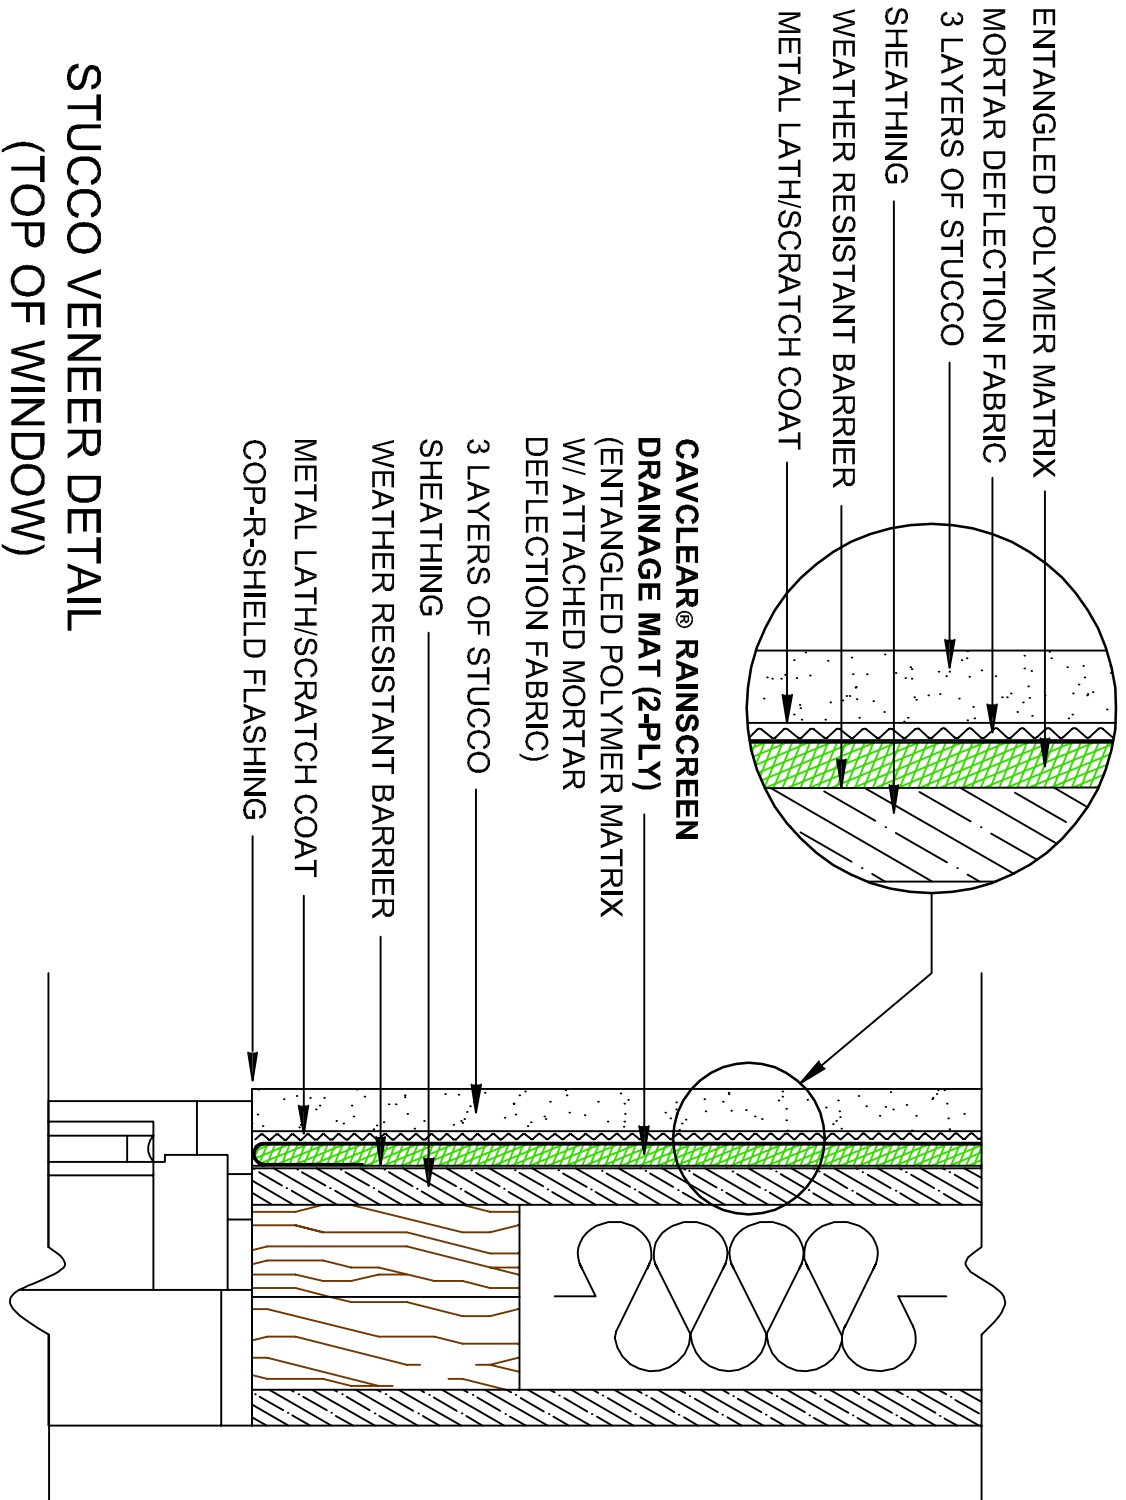 ENTANGLED POLYMER MATRIX
MORTAR DEFLECTION FABRIC
3 LAYERS OF STUCCO
SHEATHING
WEATHER RESISTANT BARRIER
METAL LATH/SCRATCH COAT
CAVCLEAR® RAINSCREEN
DRAINAGE MAT (2-PLY)
(ENTANGLED POLYMER MATRIX
W/ ATTACHED MORTAR
DEFLECTION FABRIC)
3 LAYERS OF STUCCO
SHEATHING
WEATHER RESISTANT BARRIER
METAL LATH/SCRATCH COAT
COP-R-SHIELD FLASHING
STUCCO VENEER DETAIL
(TOP OF WINDOW)